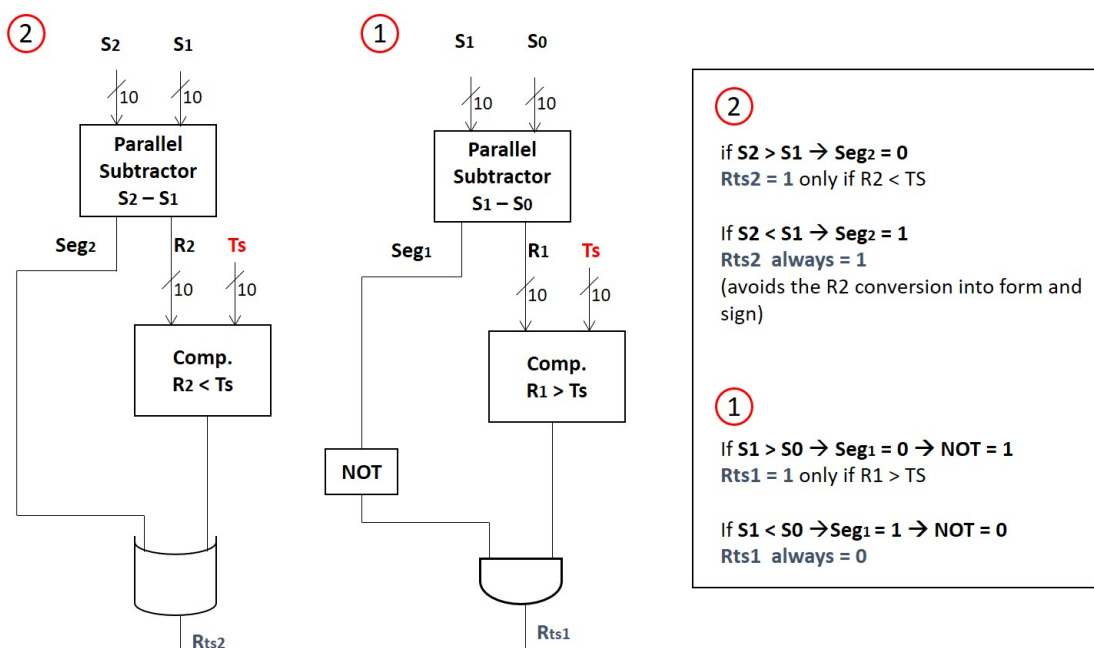 2
S2 S1
10 10
Parallel
Subtractor
S2 – S1
Seg2 R2 Ts
10 10
Comp.
R2 < Ts
Rts2
1
S1 S0
10 10
Parallel
Subtractor
S1 – S0
Seg1 R1 Ts
10 10
Comp.
R1 > Ts
NOT
Rts1
2
if S2 > S1 → Seg2 = 0
Rts2 = 1 only if R2 < TS
If S2 < S1 → Seg2 = 1
Rts2 always = 1
(avoids the R2 conversion into form and
sign)
1
If S1 > S0 → Seg1 = 0 → NOT = 1
Rts1 = 1 only if R1 > TS
If S1 < S0 →Seg1 = 1 → NOT = 0
Rts1 always = 0